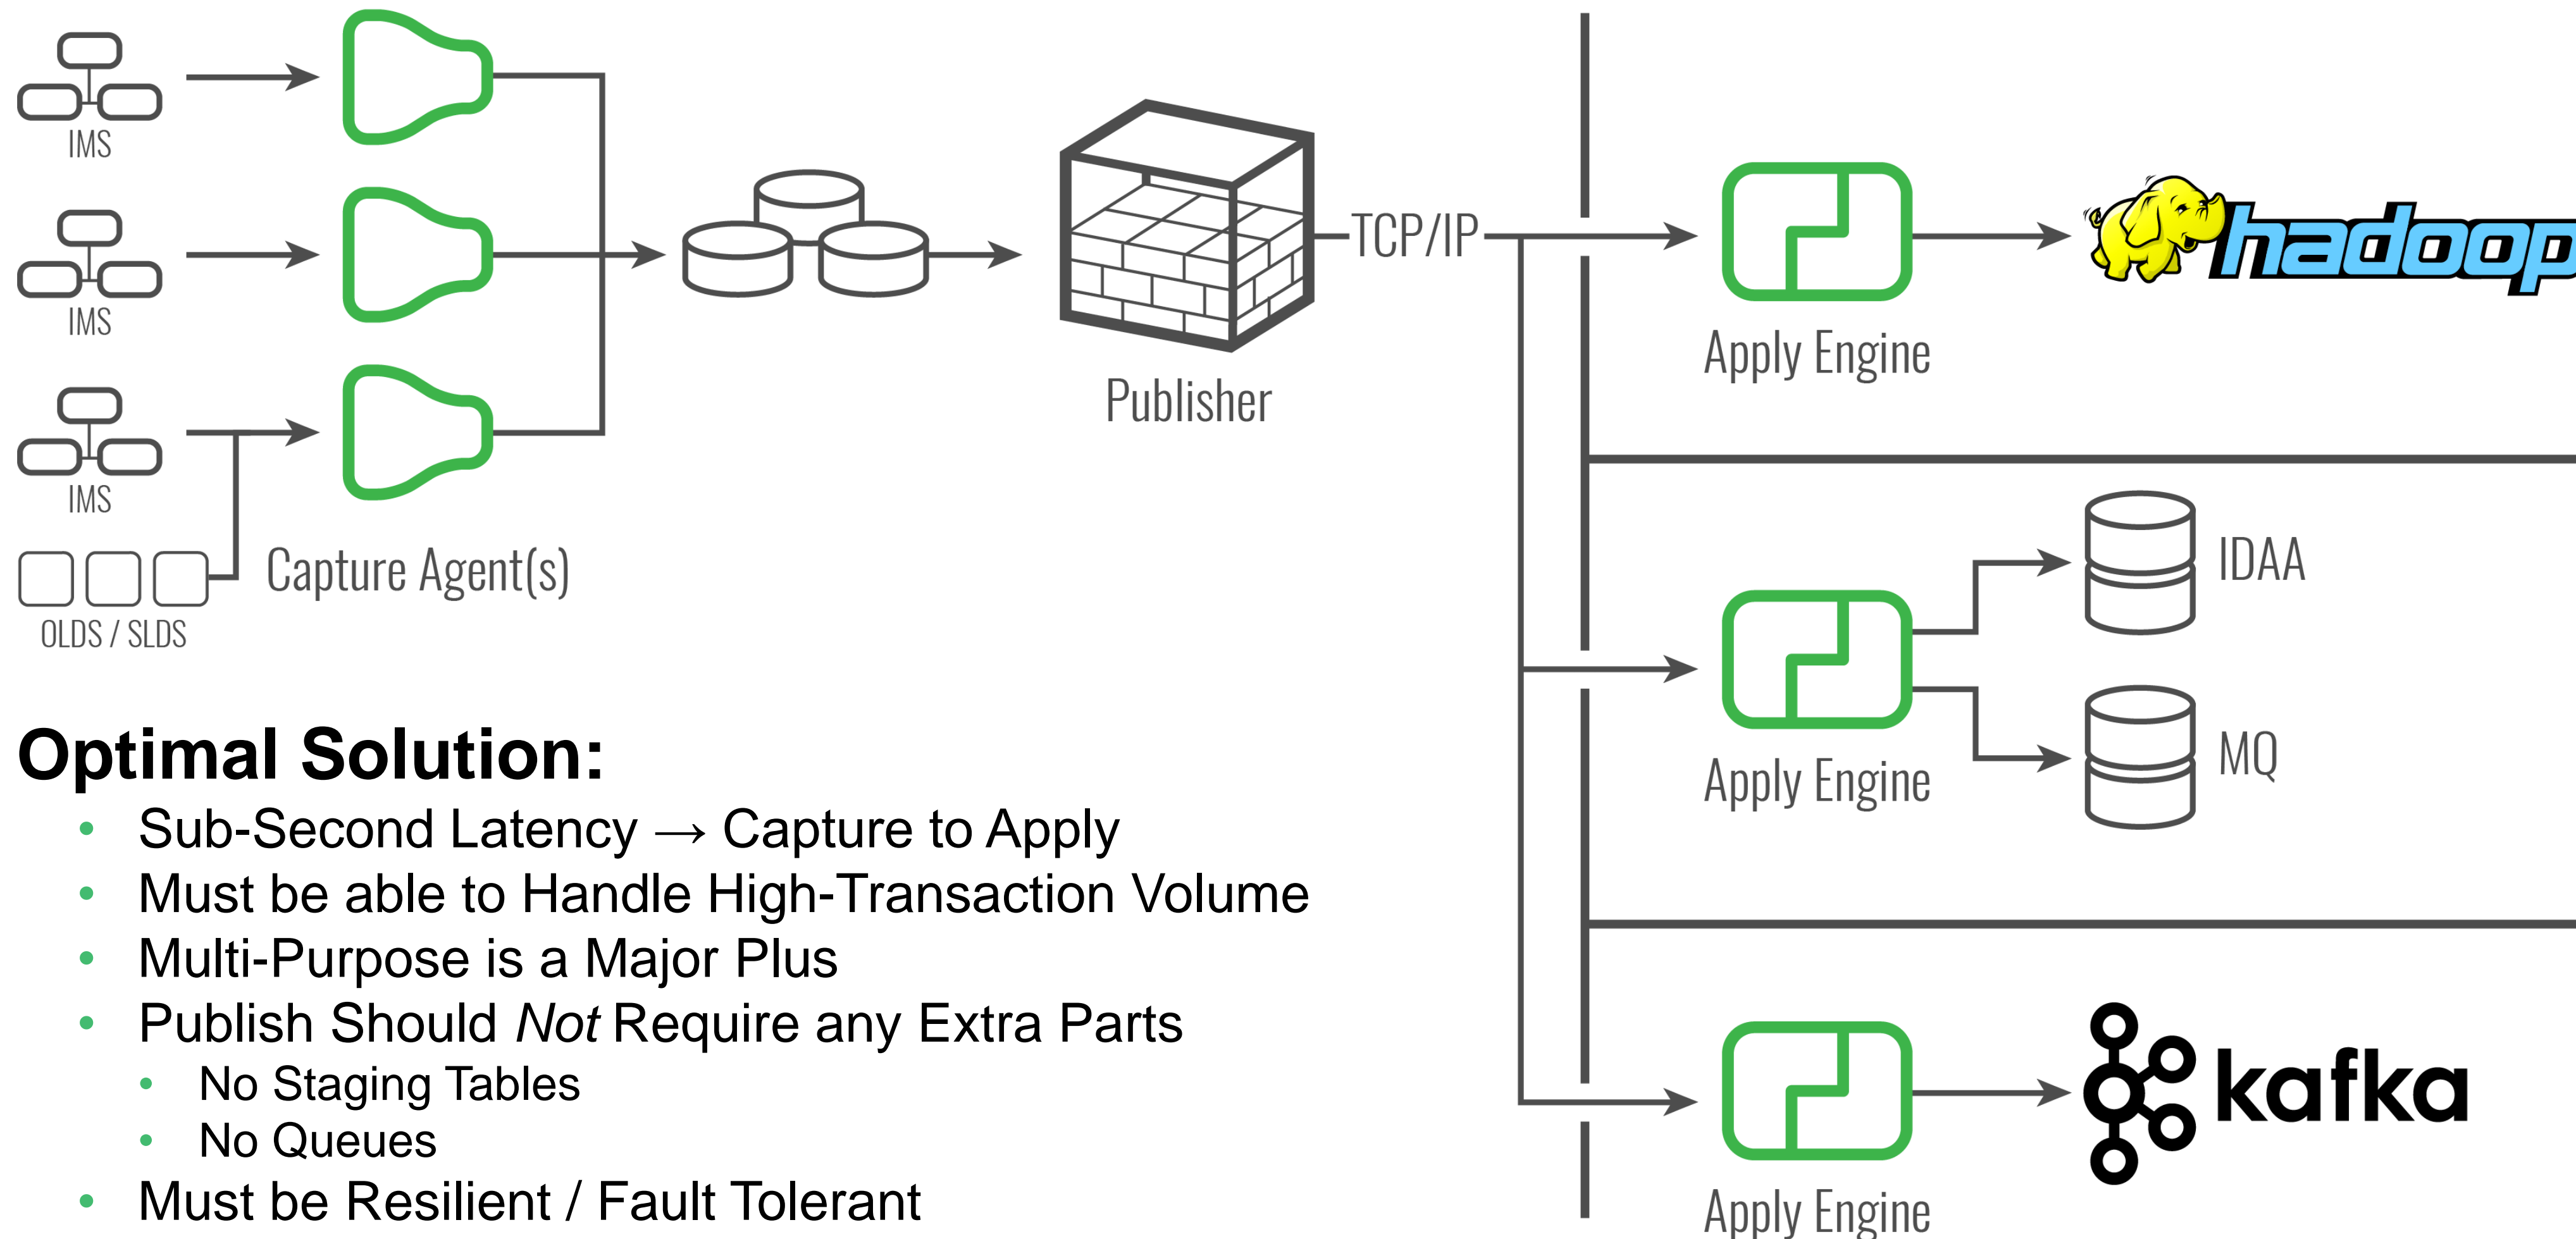 IMS
IMS
IMS
OLDS / SLDS
Capture Agent(s)
Publisher
TCP/IP
Apply Engine
hadoop
Apply Engine
IDAA
MQ
Apply Engine
kafka
Optimal Solution:
• Sub-Second Latency → Capture to Apply
• Must be able to Handle High-Transaction Volume
• Multi-Purpose is a Major Plus
• Publish Should Not Require any Extra Parts
• No Staging Tables
• No Queues
• Must be Resilient / Fault Tolerant